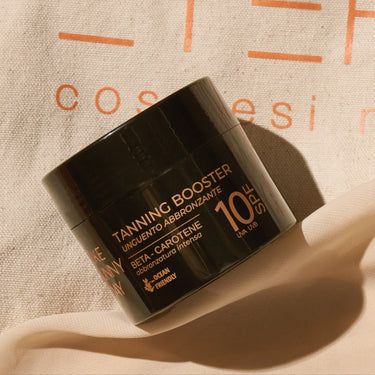 cos esi
TANNING BOOSTER
UNGUENTO ABBRONZANTE
BETA-CAROTENE
abbronzatura intensa
OCEAN
FRIENDLY
10 SPF
UVA UVB